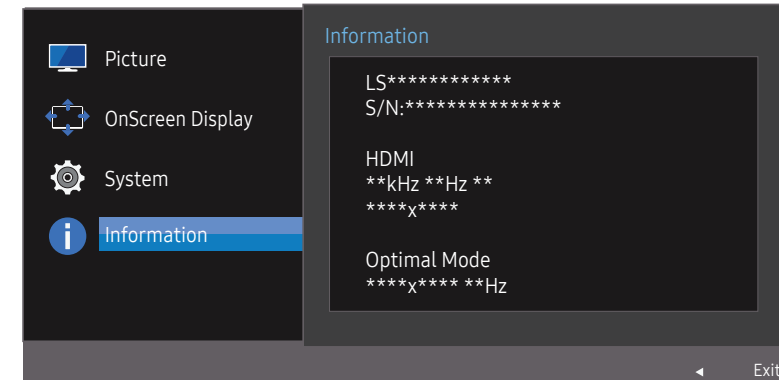 Picture
OnScreen Display
System
Information
Information
LS************
S/N:***************
HDMI
**kHz **Hz **
****x****
Optimal Mode
****x**** **Hz
Exit